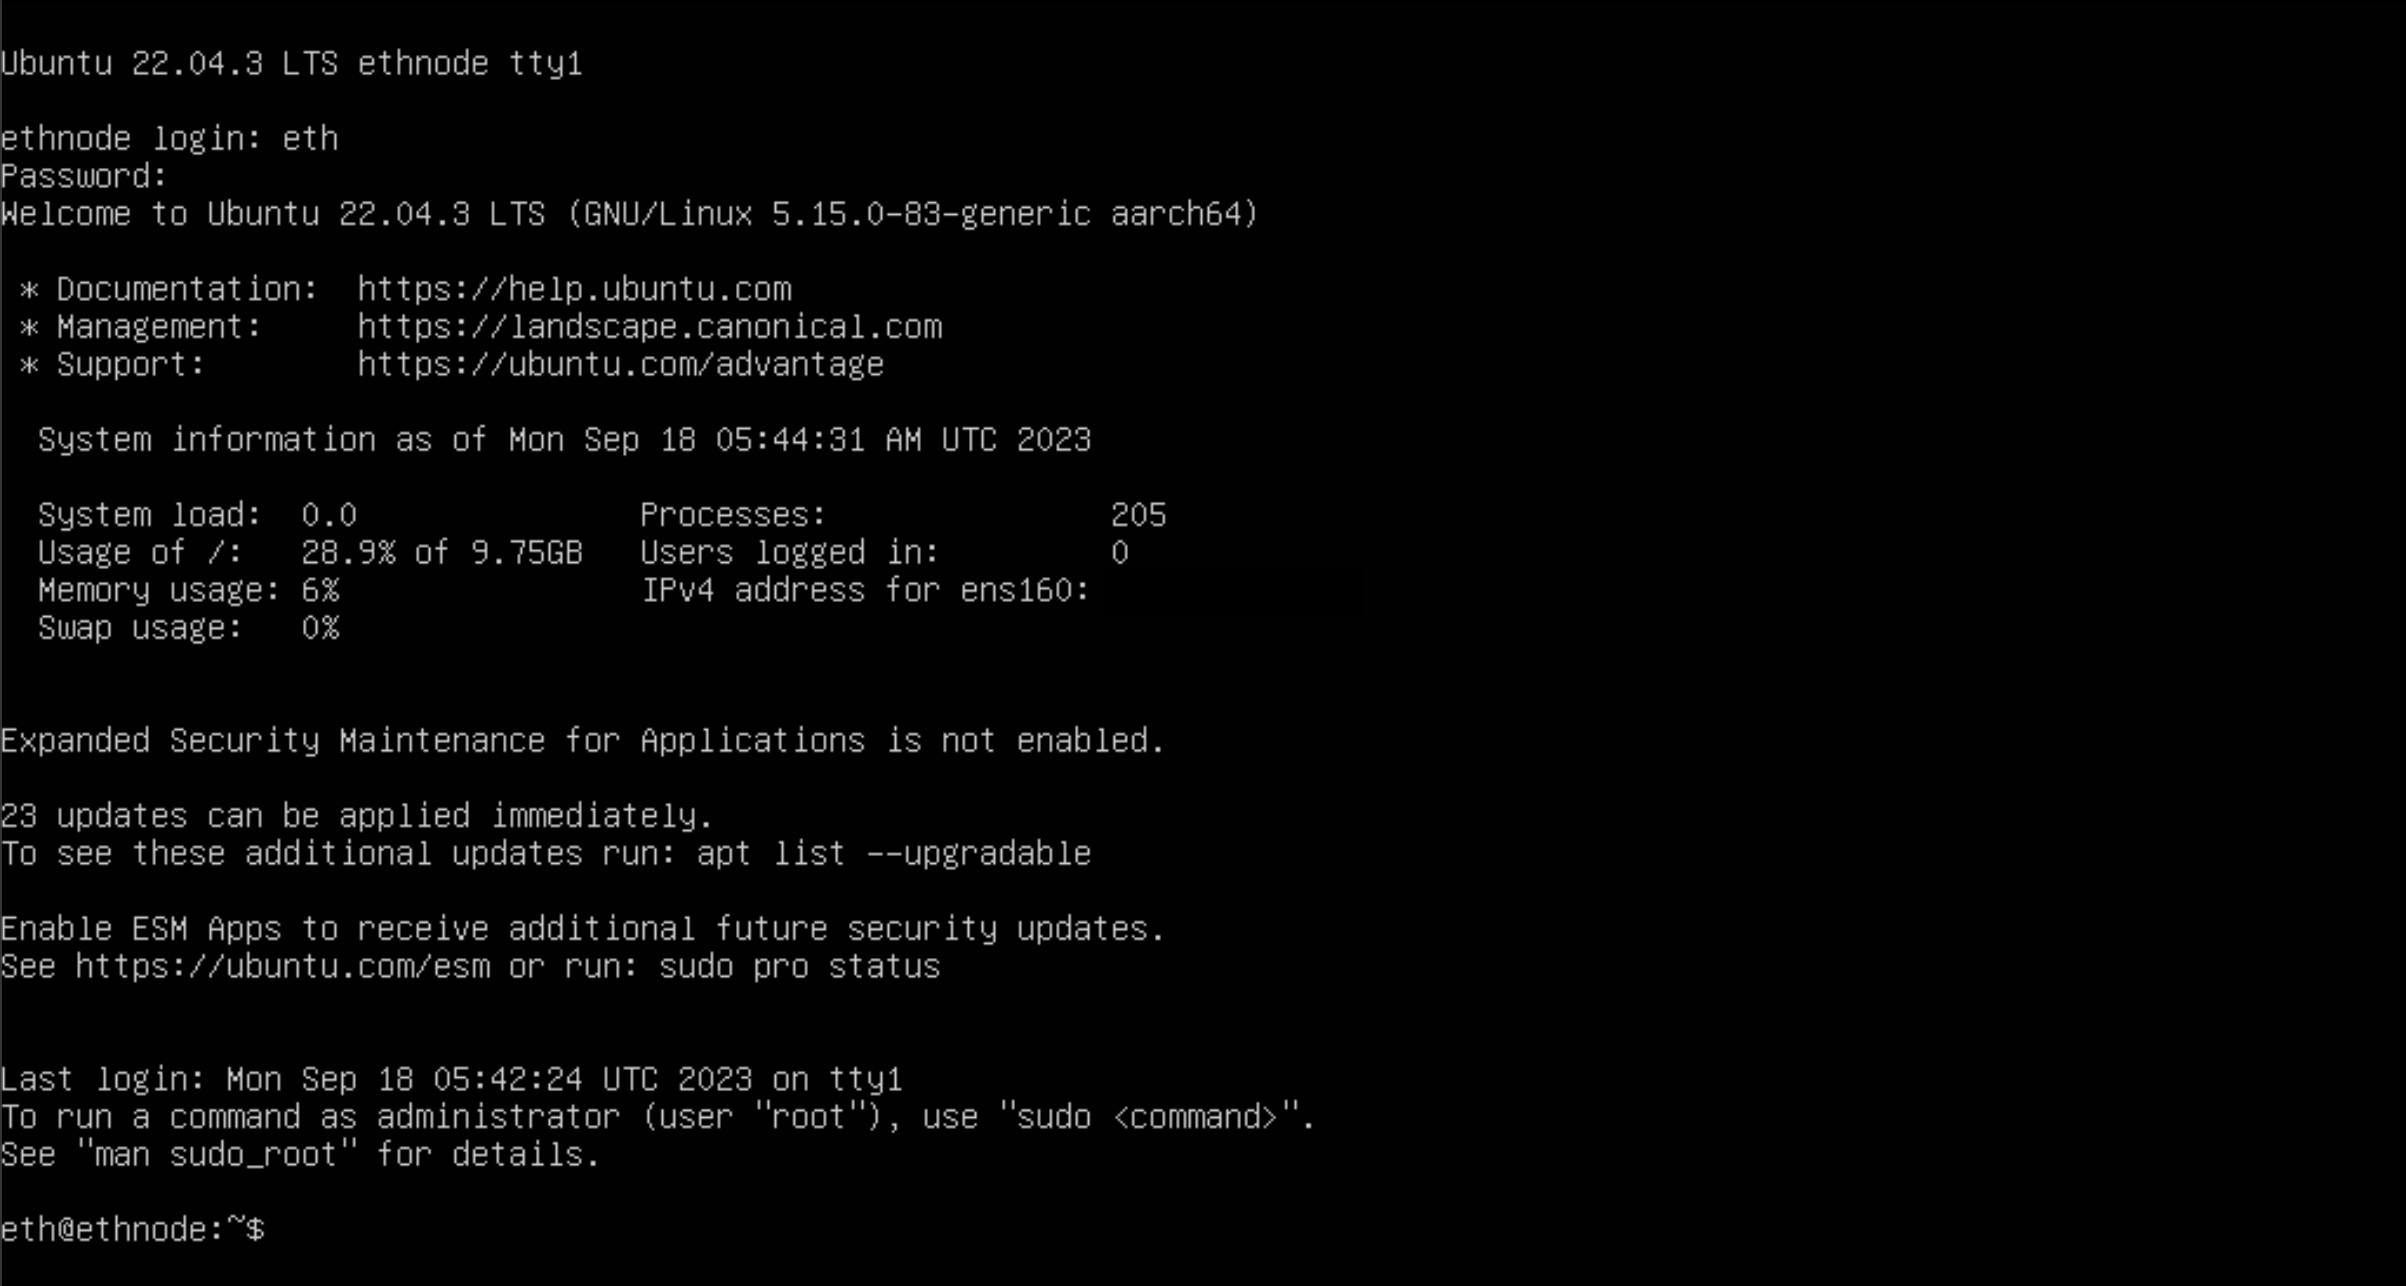 Ubuntu 22.04.3 LTS ethnode tty1
ethnode login: eth
Password:
Welcome to Ubuntu 22.04.3 LTS (GNU/Linux 5.15.0-83-generic aarch64)
* Documentation:  https://help.ubuntu.com
* Management:     https://landscape.canonical.com
* Support:        https://ubuntu.com/advantage
System information as of Mon Sep 18 05:44:31 AM UTC 2023
System load:  0.0               Processes:               205
Usage of /:   28.9% of 9.75GB   Users logged in:         0
Memory usage: 6%                IPv4 address for ens160:
Swap usage:   0%
Expanded Security Maintenance for Applications is not enabled.
23 updates can be applied immediately.
To see these additional updates run: apt list --upgradable
Enable ESM Apps to receive additional future security updates.
See https://ubuntu.com/esm or run: sudo pro status
Last login: Mon Sep 18 05:42:24 UTC 2023 on tty1
To run a command as administrator (user "root"), use "sudo <command>".
See "man sudo_root" for details.
eth@ethnode:~$